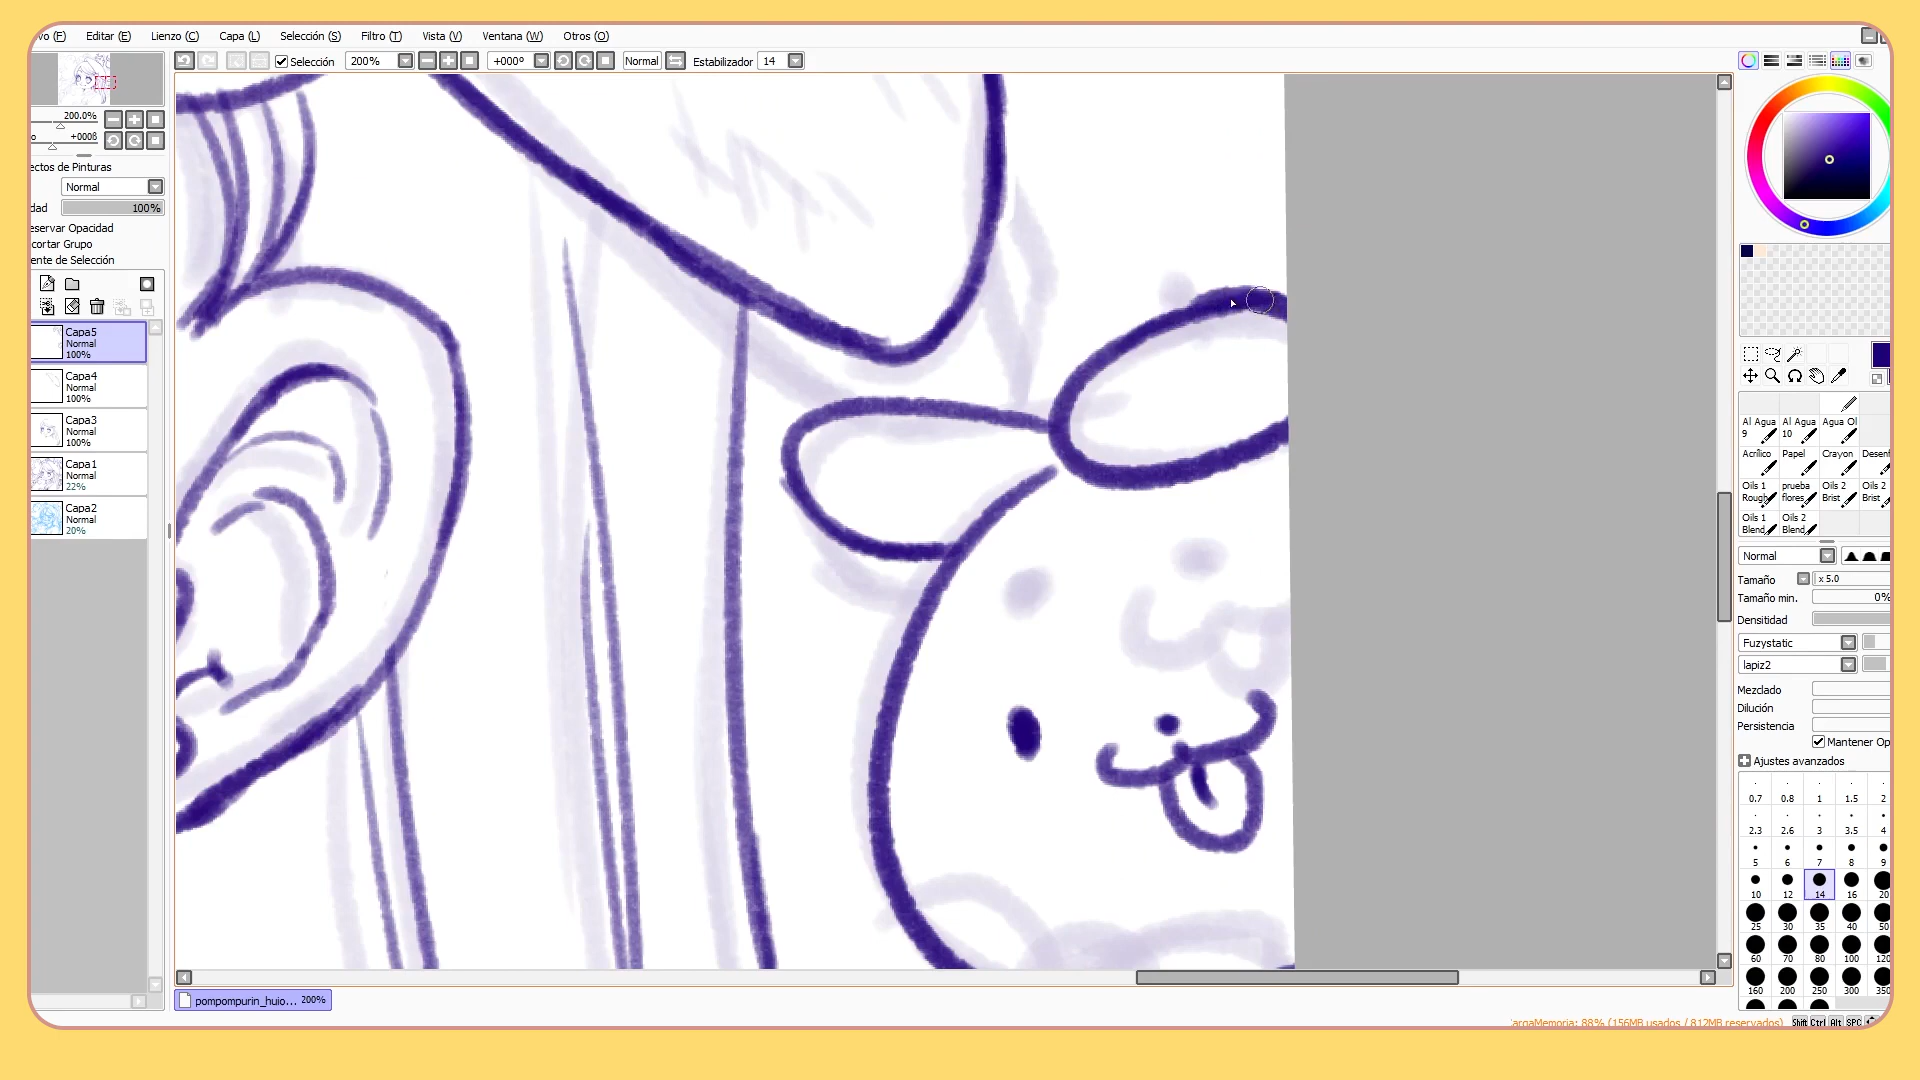 vo (F) Editar (E) Lienzo (C) Capa (L) Selección (S) Filtro (T) Vista (V) Ventana (W) Otros (O)
Selección 200% +000º Normal Estabilizador 14
200.0%
o +000ß
ectos de Pinturas
Normal
dad 100%
eservar Opacidad
cortar Grupo
ente de Selección
Capa5
Normal
100%
Capa4
Normal
100%
Capa3
Normal
100%
Capa1
Normal
22%
Capa2
Normal
20%
Al Agua 9 Al Agua 10 Agua Ol
Acrílico Papel Crayon Desenf
Oils 1 Rough prueba flores Oils 2 Brist Oils 2 Brist
Oils 1 Blend Oils 2 Blend
Normal
Tamaño x 5.0
Tamaño min. 0%
Densitidad
Fuzystatic
lapiz2
Mezclado
Dilución
Persistencia
Mantener Op
Ajustes avanzados
0.7 0.8 1 1.5 2
2.3 2.6 3 3.5 4
5 6 7 8 9
10 12 14 16 20
25 30 35 40 50
60 70 80 100 120
160 200 250 300 350
pompompurin_huio... 200%
argaMemoria: 88% (156MB usados / 812MB reservados) Shift Ctrl Alt SPC